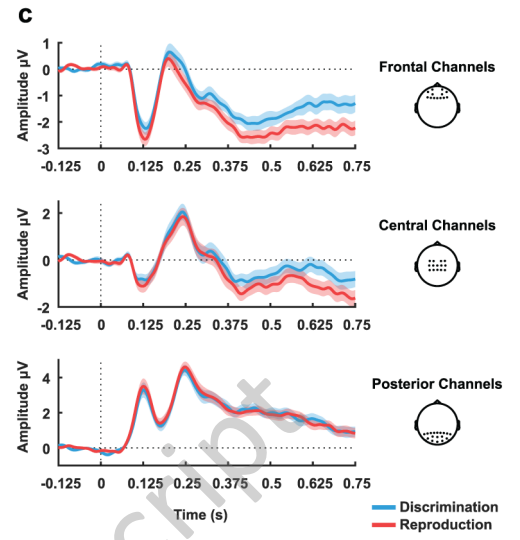 C
Frontal Channels
Amplitude µV
1
0
-1
-2
-3
-0.125 0 0.125 0.25 0.375 0.5 0.625 0.75
Central Channels
Amplitude µV
2
0
-2
-0.125 0 0.125 0.25 0.375 0.5 0.625 0.75
Posterior Channels
Amplitude µV
4
2
0
-0.125 0 0.125 0.25 0.375 0.5 0.625 0.75
Time (s)
Discrimination
Reproduction
cript